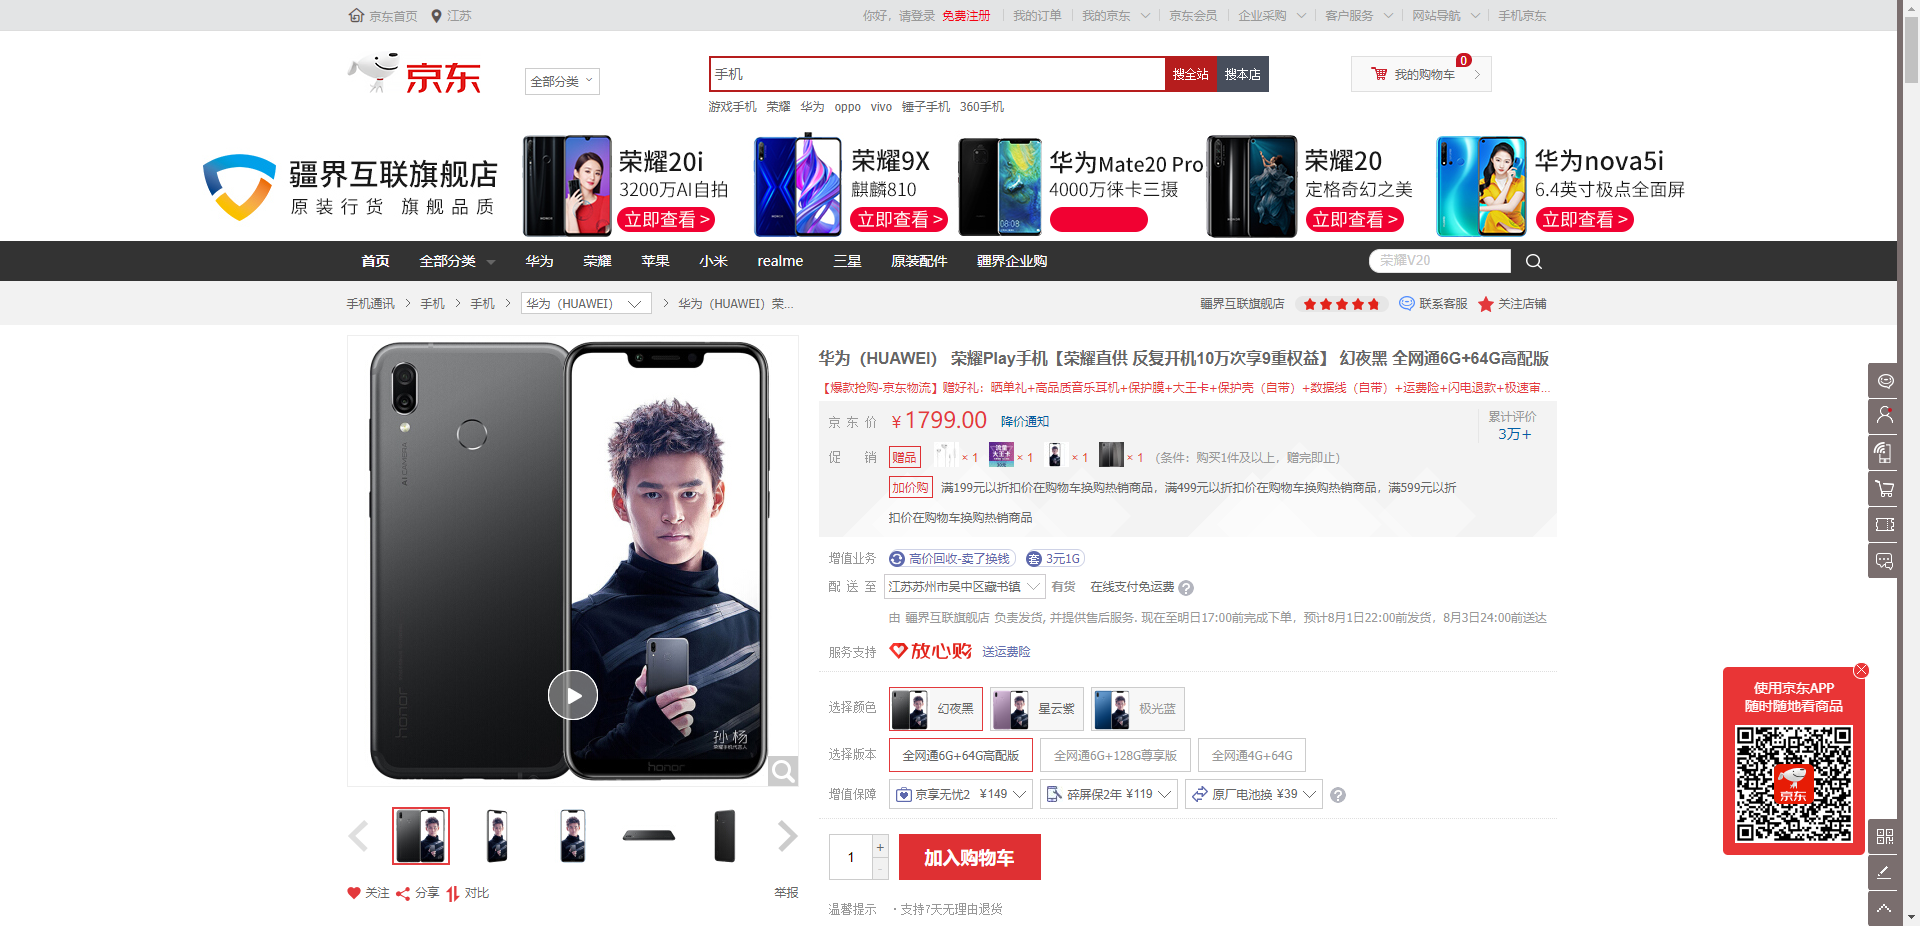 京东首页 江苏 你好，请登录 免费注册 我的订单 我的京东 京东会员 企业采购 客户服务 网站导航 手机京东
京东 全部分类 手机 搜全站 搜本店 我的购物车 0
游戏手机 荣耀 华为 oppo vivo 锤子手机 360手机
疆界互联旗舰店
原装行货 旗舰品质
荣耀20i
3200万AI自拍
立即查看 >
荣耀9X
麒麟810
立即查看 >
华为Mate20 Pro
4000万徕卡三摄
荣耀20
定格奇幻之美
立即查看 >
华为nova5i
6.4英寸极点全面屏
立即查看 >
首页 全部分类 华为 荣耀 苹果 小米 realme 三星 原装配件 疆界企业购 荣耀V20
手机通讯 > 手机 > 手机 > 华为（HUAWEI） > 华为（HUAWEI）荣... 疆界互联旗舰店 联系客服 关注店铺
AI CAMERA
honor
孙杨
荣耀手机代言人
honor
关注 分享 对比 举报
华为（HUAWEI） 荣耀Play手机【荣耀直供 反复开机10万次享9重权益】 幻夜黑 全网通6G+64G高配版
【爆款抢购-京东物流】赠好礼：晒单礼+高品质音乐耳机+保护膜+大王卡+保护壳（自带）+数据线（自带）+运费险+闪电退款+极速审...
京东价 ￥1799.00 降价通知 累计评价
3万+
促销 赠品 ×1 流量大王卡 ×1 ×1 ×1 （条件：购买1件及以上，赠完即止）
加价购 满199元以折扣价在购物车换购热销商品，满499元以折扣价在购物车换购热销商品，满599元以折
扣价在购物车换购热销商品
增值业务 高价回收-卖了换钱 套 3元1G
配送至 江苏苏州市吴中区藏书镇 有货 在线支付免运费 ?
由 疆界互联旗舰店 负责发货, 并提供售后服务. 现在至明日17:00前完成下单，预计8月1日22:00前发货，8月3日24:00前送达
服务支持 放心购 送运费险
选择颜色 幻夜黑 星云紫 极光蓝
选择版本 全网通6G+64G高配版 全网通6G+128G尊享版 全网通4G+64G
增值保障 京享无忧2 ¥149 碎屏保2年 ¥119 原厂电池换 ¥39 ?
1 + - 加入购物车
温馨提示 ·支持7天无理由退货
使用京东APP
随时随地看商品
京东